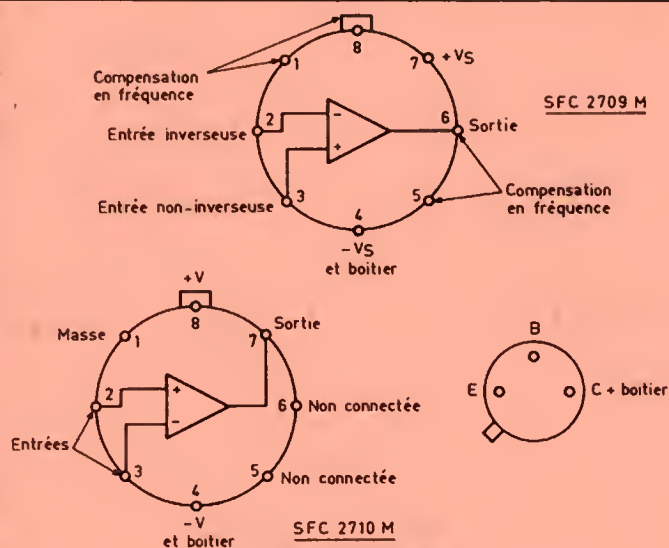 8
1
7
+VS
Compensation
en fréquence
SFC 2709 M
2
-
6
Sortie
Entrée inverseuse
+
Entrée non-inverseuse
3
5
Compensation
en fréquence
4
-VS
et boitier
+V
8
Masse
1
7
Sortie
B
2
+
6
Non connectée
E
C + boitier
Entrées
-
3
5
Non connectée
4
-V
et boitier
SFC 2710 M